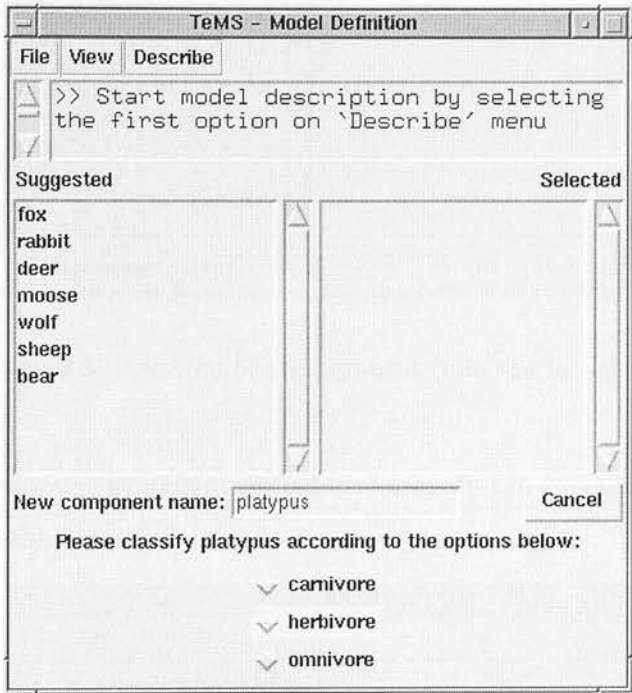 TeMS - Model Definition
File View Describe
>> Start model description by selecting
the first option on `Describe´ menu
Suggested Selected
fox
rabbit
deer
moose
wolf
sheep
bear
New component name: platypus Cancel
Please classify platypus according to the options below:
carnivore
herbivore
omnivore